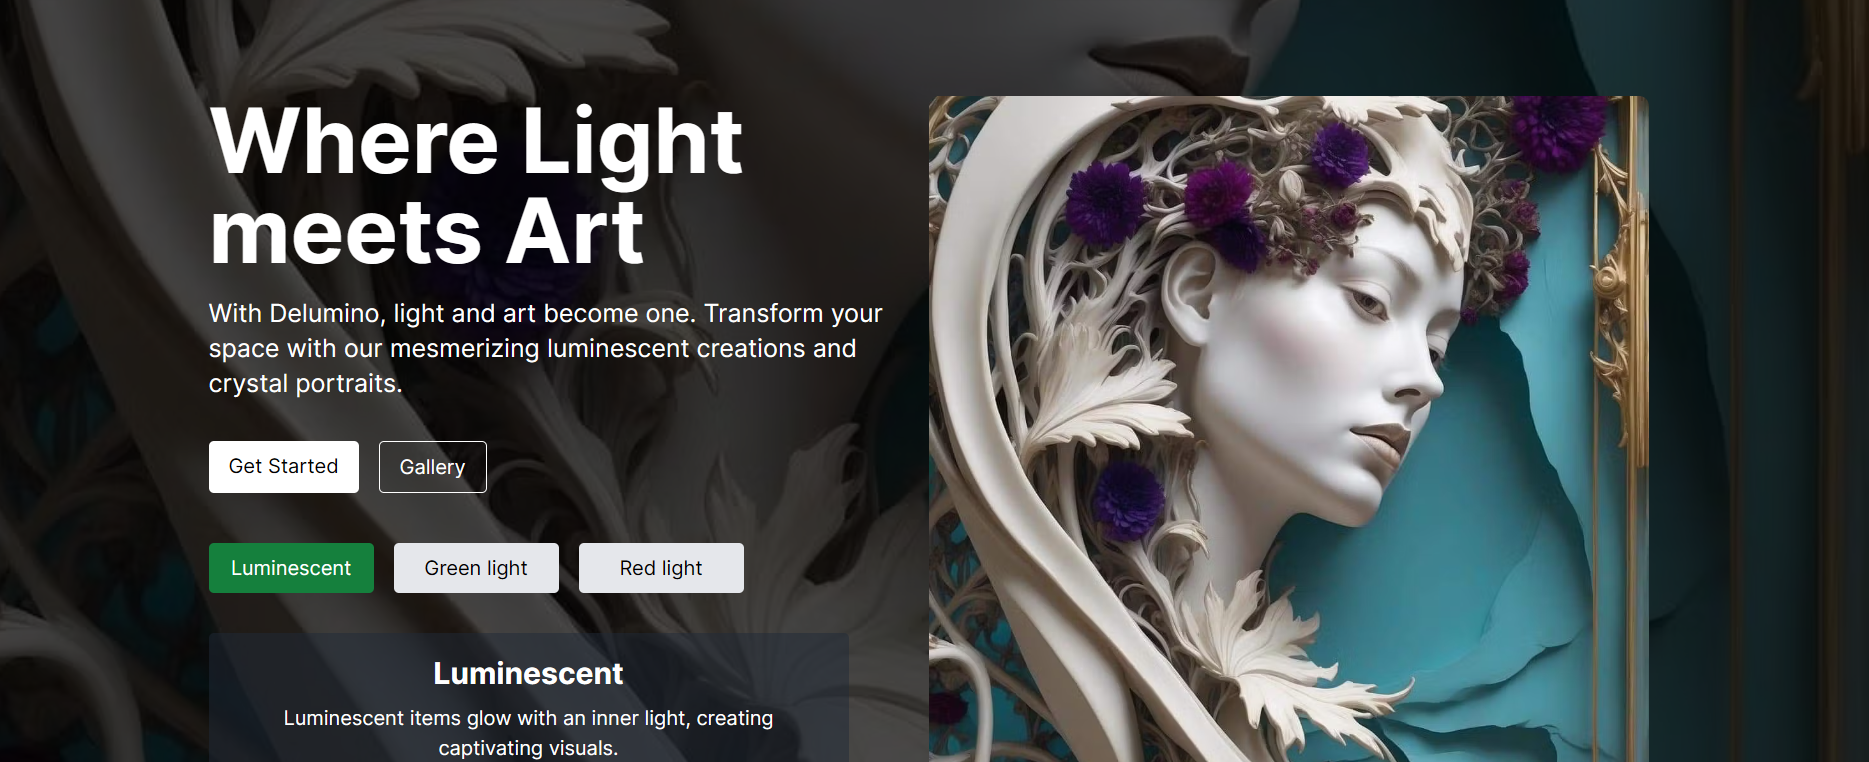 Where Light
meets Art
With Delumino, light and art become one. Transform your
space with our mesmerizing luminescent creations and
crystal portraits.
Get Started
Gallery
Luminescent
Green light
Red light
Luminescent
Luminescent items glow with an inner light, creating
captivating visuals.